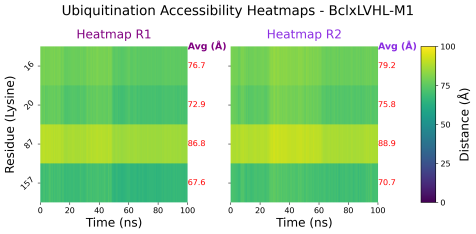 Ubiquitination Accessibility Heatmaps - BclxLVHL-M1
Heatmap R1
Avg (Å)
Residue (Lysine)
16
20
87
157
76.7
72.9
86.8
67.6
0 20 40 60 80 100
Time (ns)
Heatmap R2
Avg (Å)
79.2
75.8
88.9
70.7
0 20 40 60 80 100
Time (ns)
100
75
50
25
0
Distance (Å)